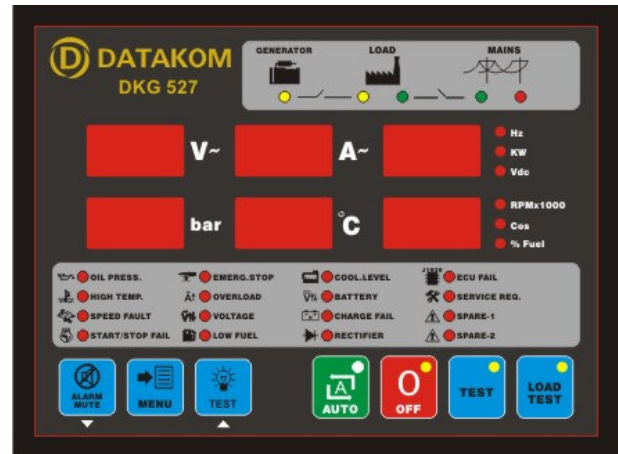 DATAKOM
DKG 527
GENERATOR LOAD MAINS
V~ A~ Hz
KW
Vdc
bar °C RPMx1000
Cos
% Fuel
OIL PRESS. EMERG.STOP COOL.LEVEL J1939 ECU FAIL
HIGH TEMP. OVERLOAD BATTERY SERVICE REQ.
SPEED FAULT VOLTAGE CHARGE FAIL SPARE-1
START/STOP FAIL LOW FUEL RECTIFIER SPARE-2
ALARM
MUTE
MENU
TEST
A
AUTO
O
OFF
TEST
LOAD
TEST